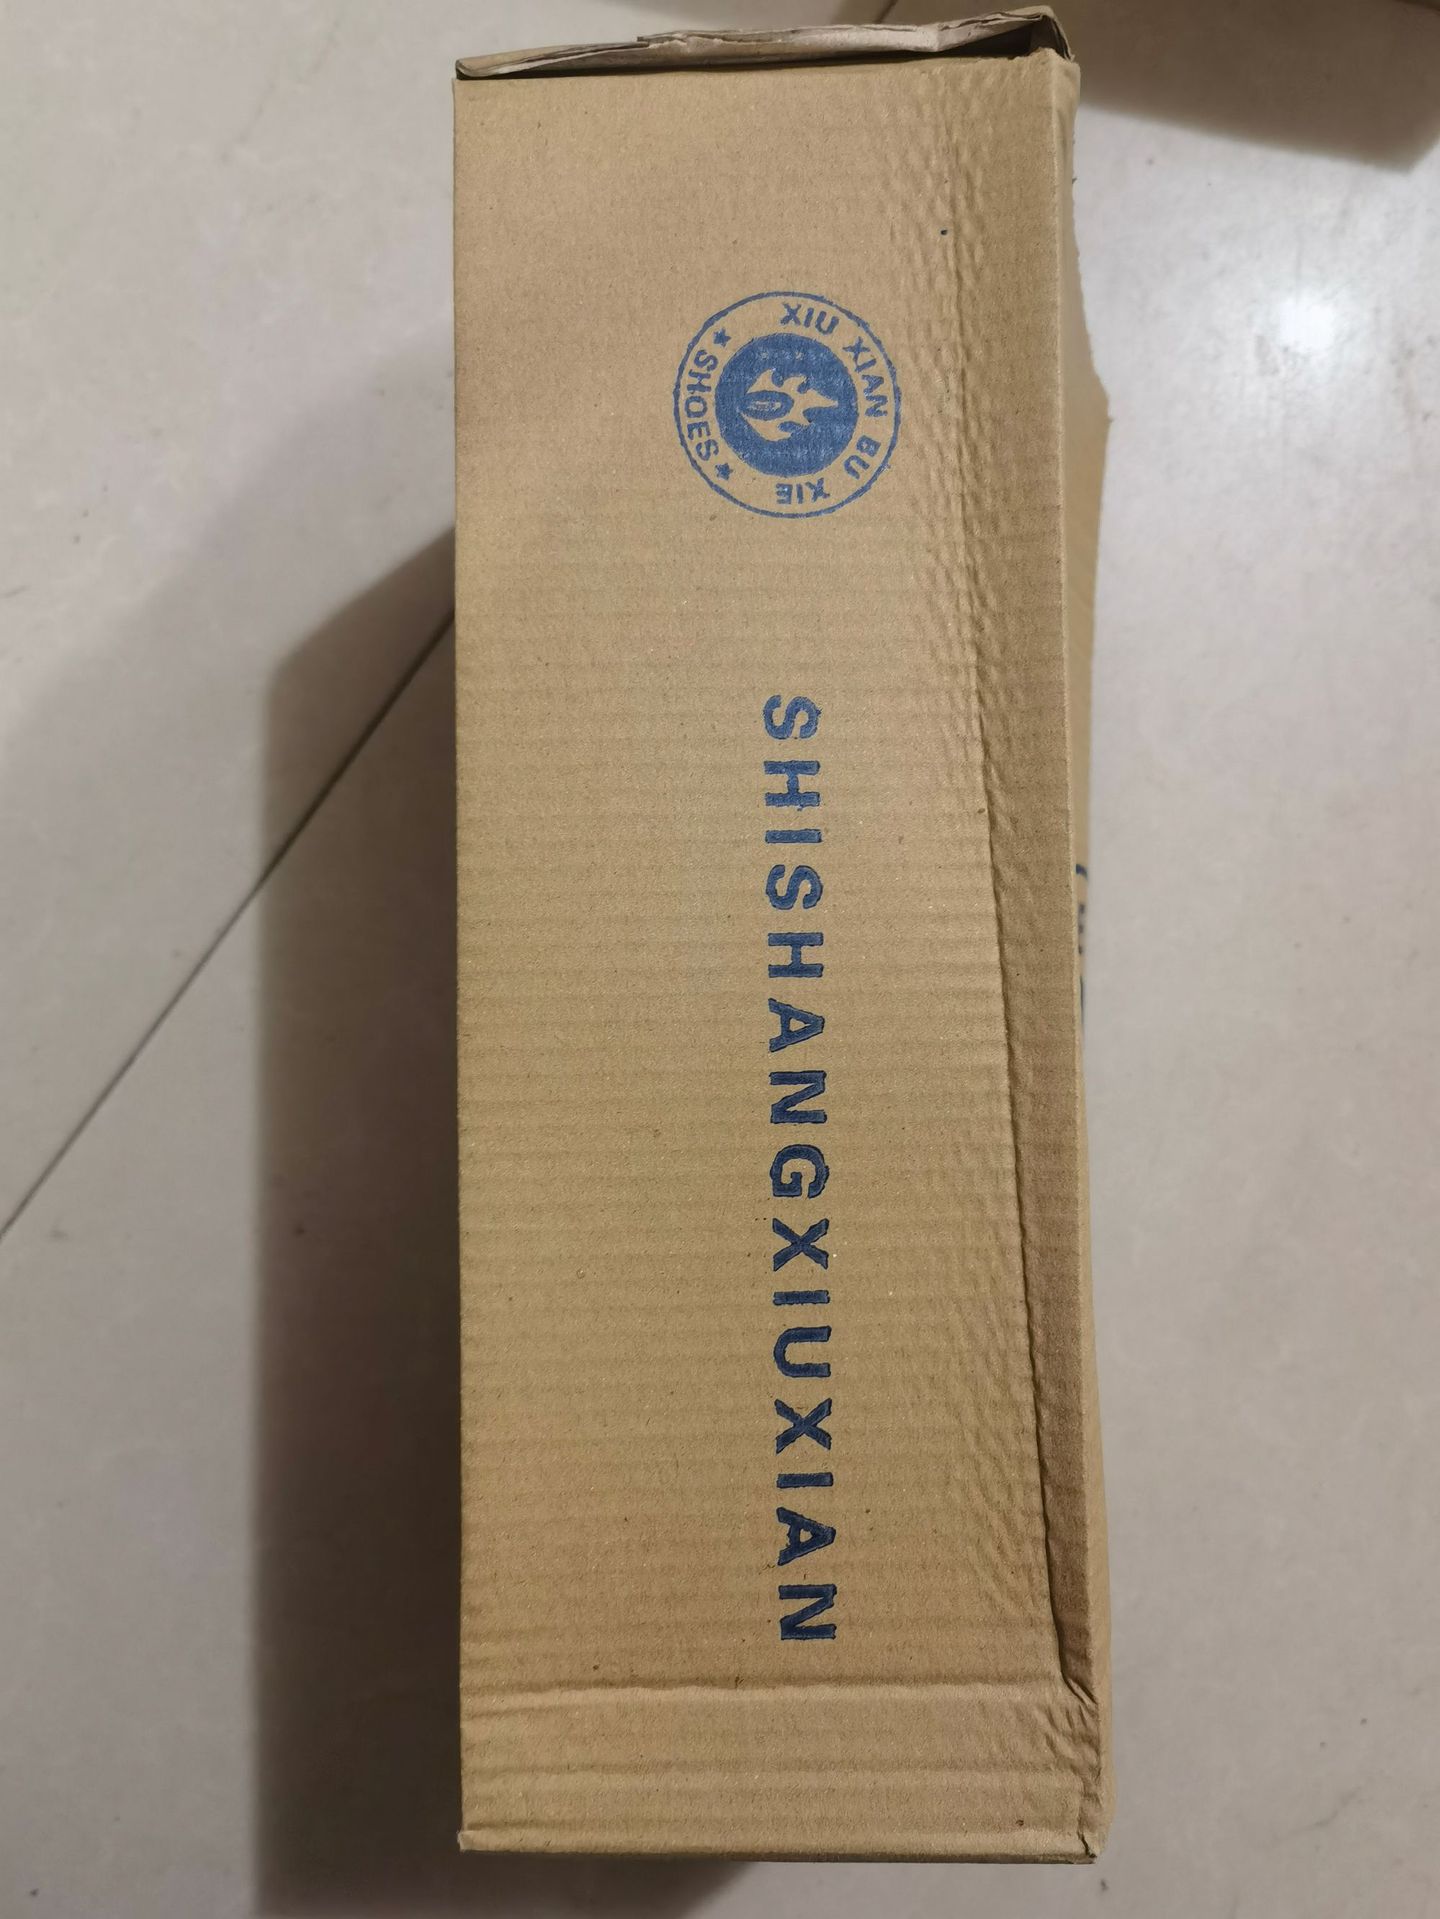 XIU XIAN BU XIE
★ SHOES ★
SHISHANGXIUXIAN